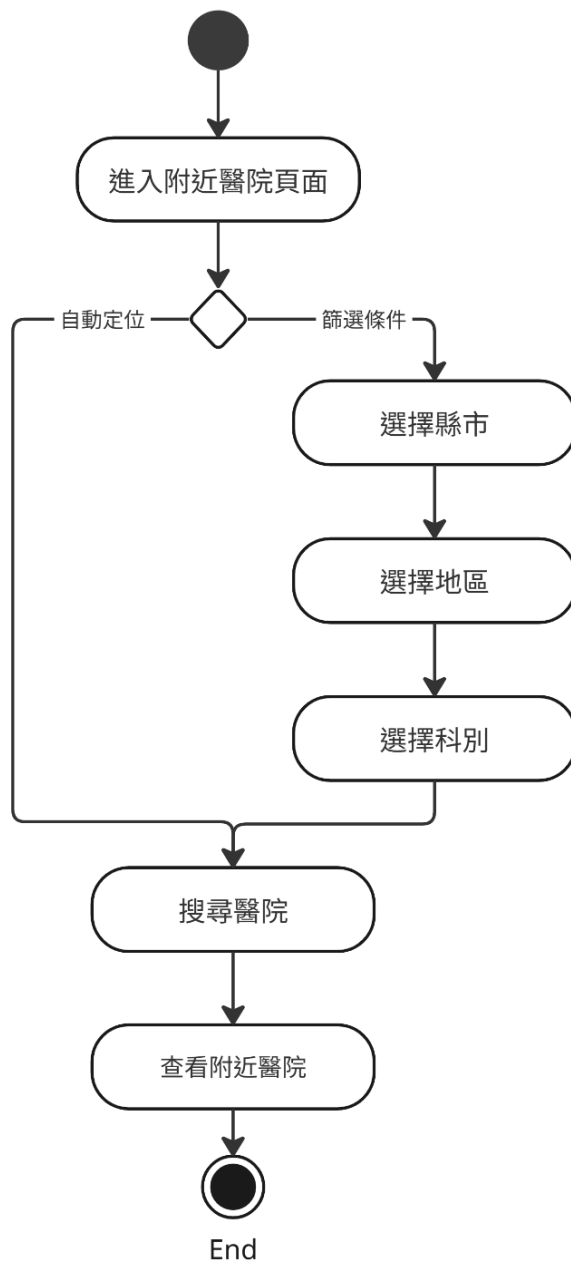 進入附近醫院頁面
自動定位
篩選條件
選擇縣市
選擇地區
選擇科別
搜尋醫院
查看附近醫院
End